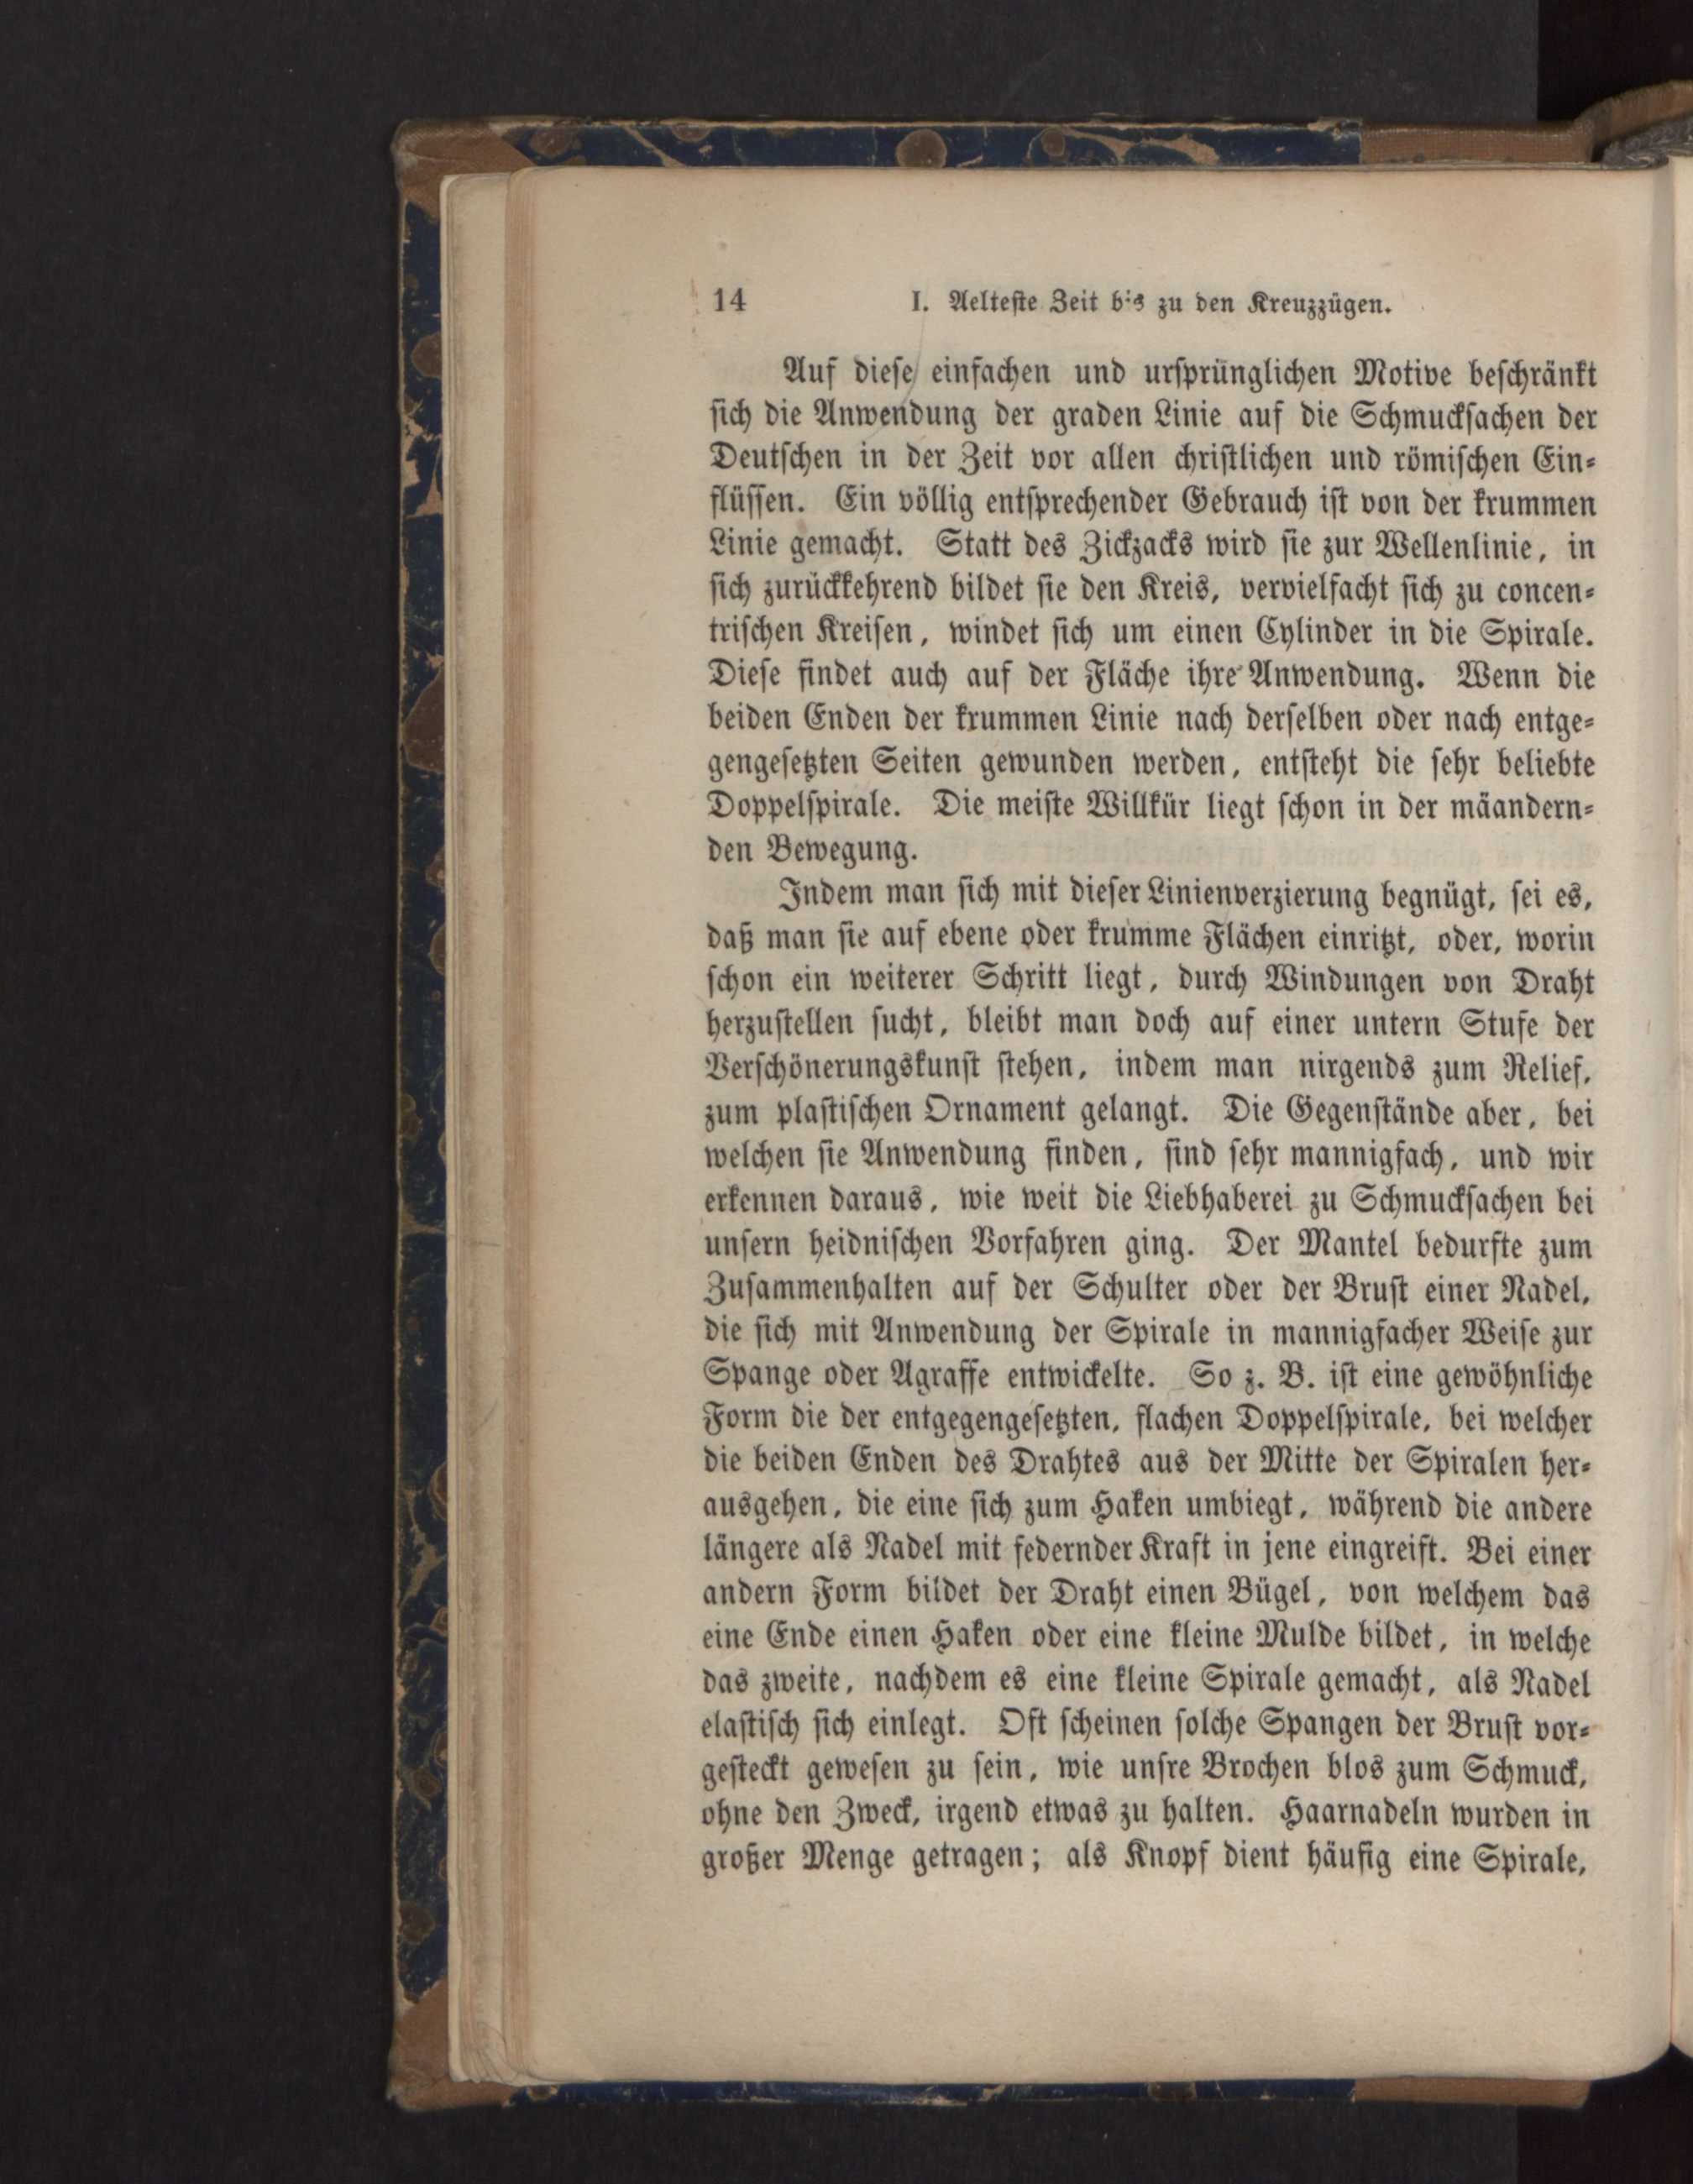 14 I. Aelteste Zeit bis zu den Kreuzzügen.
Auf diese einfachen und ursprünglichen Motive beschränkt
sich die Anwendung der graden Linie auf die Schmucksachen der
Deutschen in der Zeit vor allen christlichen und römischen Ein-
flüssen. Ein völlig entsprechender Gebrauch ist von der krummen
Linie gemacht. Statt des Zickzacks wird sie zur Wellenlinie, in
sich zurückkehrend bildet sie den Kreis, vervielfacht sich zu concen-
trischen Kreisen, windet sich um einen Cylinder in die Spirale.
Diese findet auch auf der Fläche ihre Anwendung. Wenn die
beiden Enden der krummen Linie nach derselben oder nach entge-
gengesetzten Seiten gewunden werden, entsteht die sehr beliebte
Doppelspirale. Die meiste Willkür liegt schon in der mäandern-
den Bewegung.
Indem man sich mit dieser Linienverzierung begnügt, sei es,
daß man sie auf ebene oder krumme Flächen einritzt, oder, worin
schon ein weiterer Schritt liegt, durch Windungen von Draht
herzustellen sucht, bleibt man doch auf einer untern Stufe der
Verschönerungskunst stehen, indem man nirgends zum Relief,
zum plastischen Ornament gelangt. Die Gegenstände aber, bei
welchen sie Anwendung finden, sind sehr mannigfach, und wir
erkennen daraus, wie weit die Liebhaberei zu Schmucksachen bei
unsern heidnischen Vorfahren ging. Der Mantel bedurfte zum
Zusammenhalten auf der Schulter oder der Brust einer Nadel,
die sich mit Anwendung der Spirale in mannigfacher Weise zur
Spange oder Agraffe entwickelte. So z. B. ist eine gewöhnliche
Form die der entgegengesetzten, flachen Doppelspirale, bei welcher
die beiden Enden des Drahtes aus der Mitte der Spiralen her-
ausgehen, die eine sich zum Haken umbiegt, während die andere
längere als Nadel mit federnder Kraft in jene eingreift. Bei einer
andern Form bildet der Draht einen Bügel, von welchem das
eine Ende einen Haken oder eine kleine Mulde bildet, in welche
das zweite, nachdem es eine kleine Spirale gemacht, als Nadel
elastisch sich einlegt. Oft scheinen solche Spangen der Brust vor-
gesteckt gewesen zu sein, wie unsre Brochen blos zum Schmuck,
ohne den Zweck, irgend etwas zu halten. Haarnadeln wurden in
großer Menge getragen; als Knopf dient häufig eine Spirale,